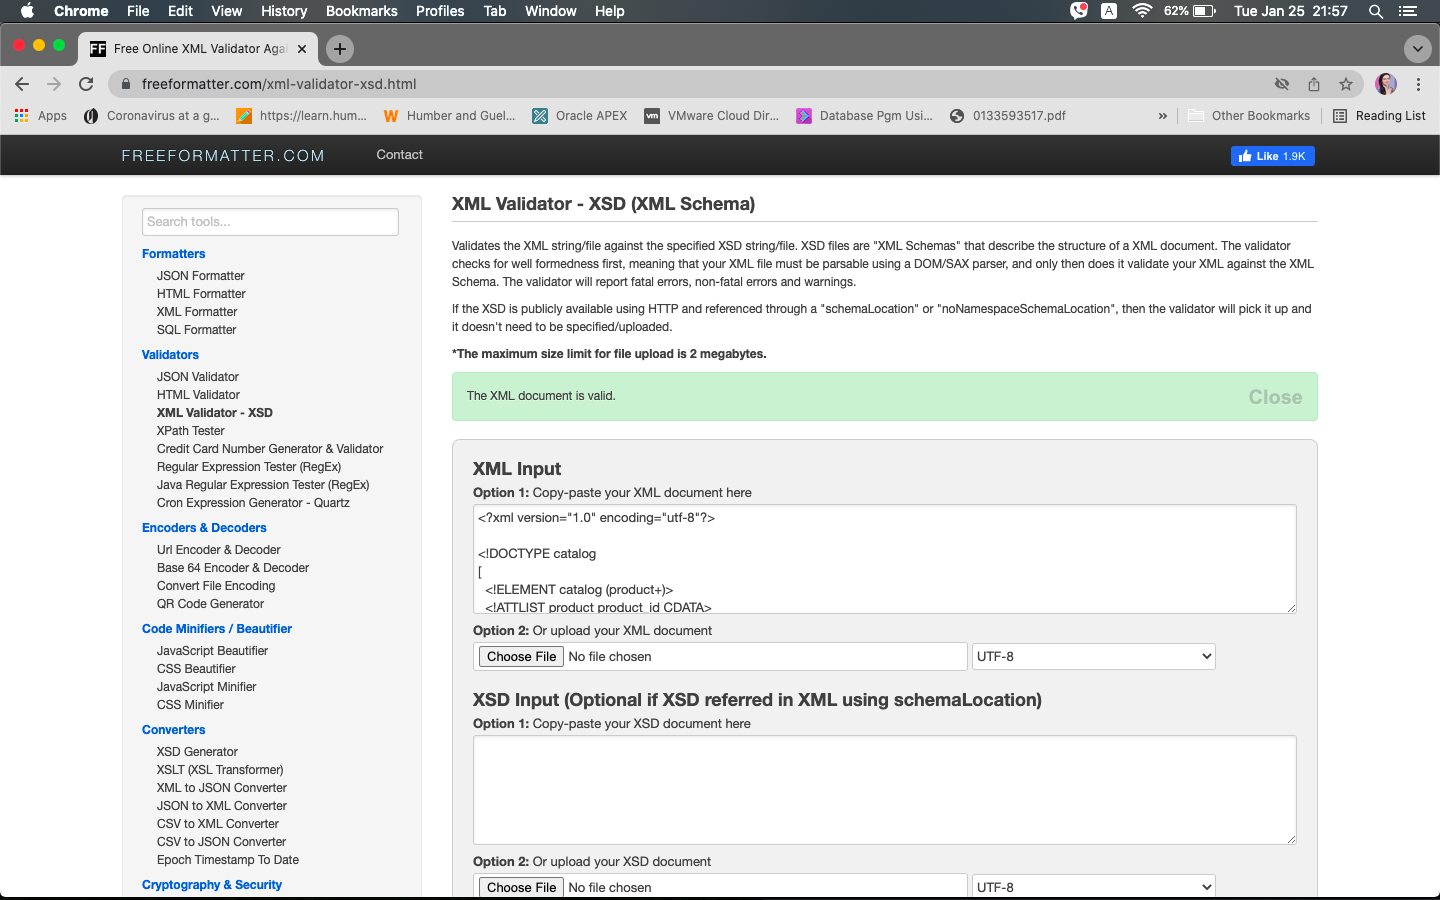 Chrome File Edit View History Bookmarks Profiles Tab Window Help A 62% Tue Jan 25 21:57
FF Free Online XML Validator Agai
freeformatter.com/xml-validator-xsd.html
Apps Coronavirus at a g... https://learn.hum... W Humber and Guel... Oracle APEX vm VMware Cloud Dir... Database Pgm Usi... 0133593517.pdf » Other Bookmarks Reading List
FREEFORMATTER.COM Contact Like 1.9K
Search tools...
Formatters
JSON Formatter
HTML Formatter
XML Formatter
SQL Formatter
Validators
JSON Validator
HTML Validator
XML Validator - XSD
XPath Tester
Credit Card Number Generator & Validator
Regular Expression Tester (RegEx)
Java Regular Expression Tester (RegEx)
Cron Expression Generator - Quartz
Encoders & Decoders
Url Encoder & Decoder
Base 64 Encoder & Decoder
Convert File Encoding
QR Code Generator
Code Minifiers / Beautifier
JavaScript Beautifier
CSS Beautifier
JavaScript Minifier
CSS Minifier
Converters
XSD Generator
XSLT (XSL Transformer)
XML to JSON Converter
JSON to XML Converter
CSV to XML Converter
CSV to JSON Converter
Epoch Timestamp To Date
Cryptography & Security
XML Validator - XSD (XML Schema)
Validates the XML string/file against the specified XSD string/file. XSD files are "XML Schemas" that describe the structure of a XML document. The validator
checks for well formedness first, meaning that your XML file must be parsable using a DOM/SAX parser, and only then does it validate your XML against the XML
Schema. The validator will report fatal errors, non-fatal errors and warnings.
If the XSD is publicly available using HTTP and referenced through a "schemaLocation" or "noNamespaceSchemaLocation", then the validator will pick it up and
it doesn't need to be specified/uploaded.
*The maximum size limit for file upload is 2 megabytes.
The XML document is valid. Close
XML Input
Option 1: Copy-paste your XML document here
<?xml version="1.0" encoding="utf-8"?>
<!DOCTYPE catalog
[
<!ELEMENT catalog (product+)>
<!ATTLIST product product_id CDATA>
Option 2: Or upload your XML document
Choose File No file chosen UTF-8
XSD Input (Optional if XSD referred in XML using schemaLocation)
Option 1: Copy-paste your XSD document here
Option 2: Or upload your XSD document
Choose File No file chosen UTF-8